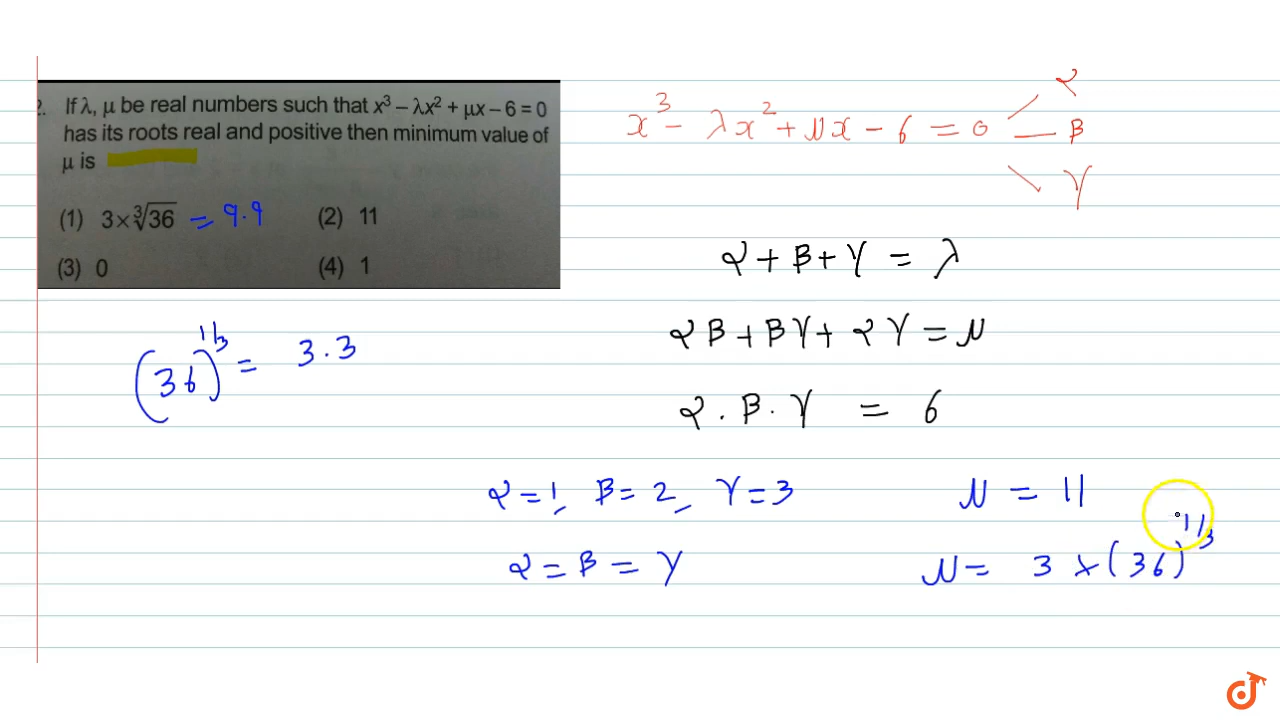 2. If λ, μ be real numbers such that x³ – λx² + μx – 6 = 0
has its roots real and positive then minimum value of
μ is
(1) 3×∛36 = 9.9 (2) 11
(3) 0 (4) 1
(36)^1/3 = 3.3
x³ - λx² + μx - 6 = 0
α
β
γ
α + β + γ = λ
αβ + βγ + αγ = μ
α . β . γ = 6
α = 1, β = 2, γ = 3 μ = 11
α = β = γ μ = 3 × (36)^1/3